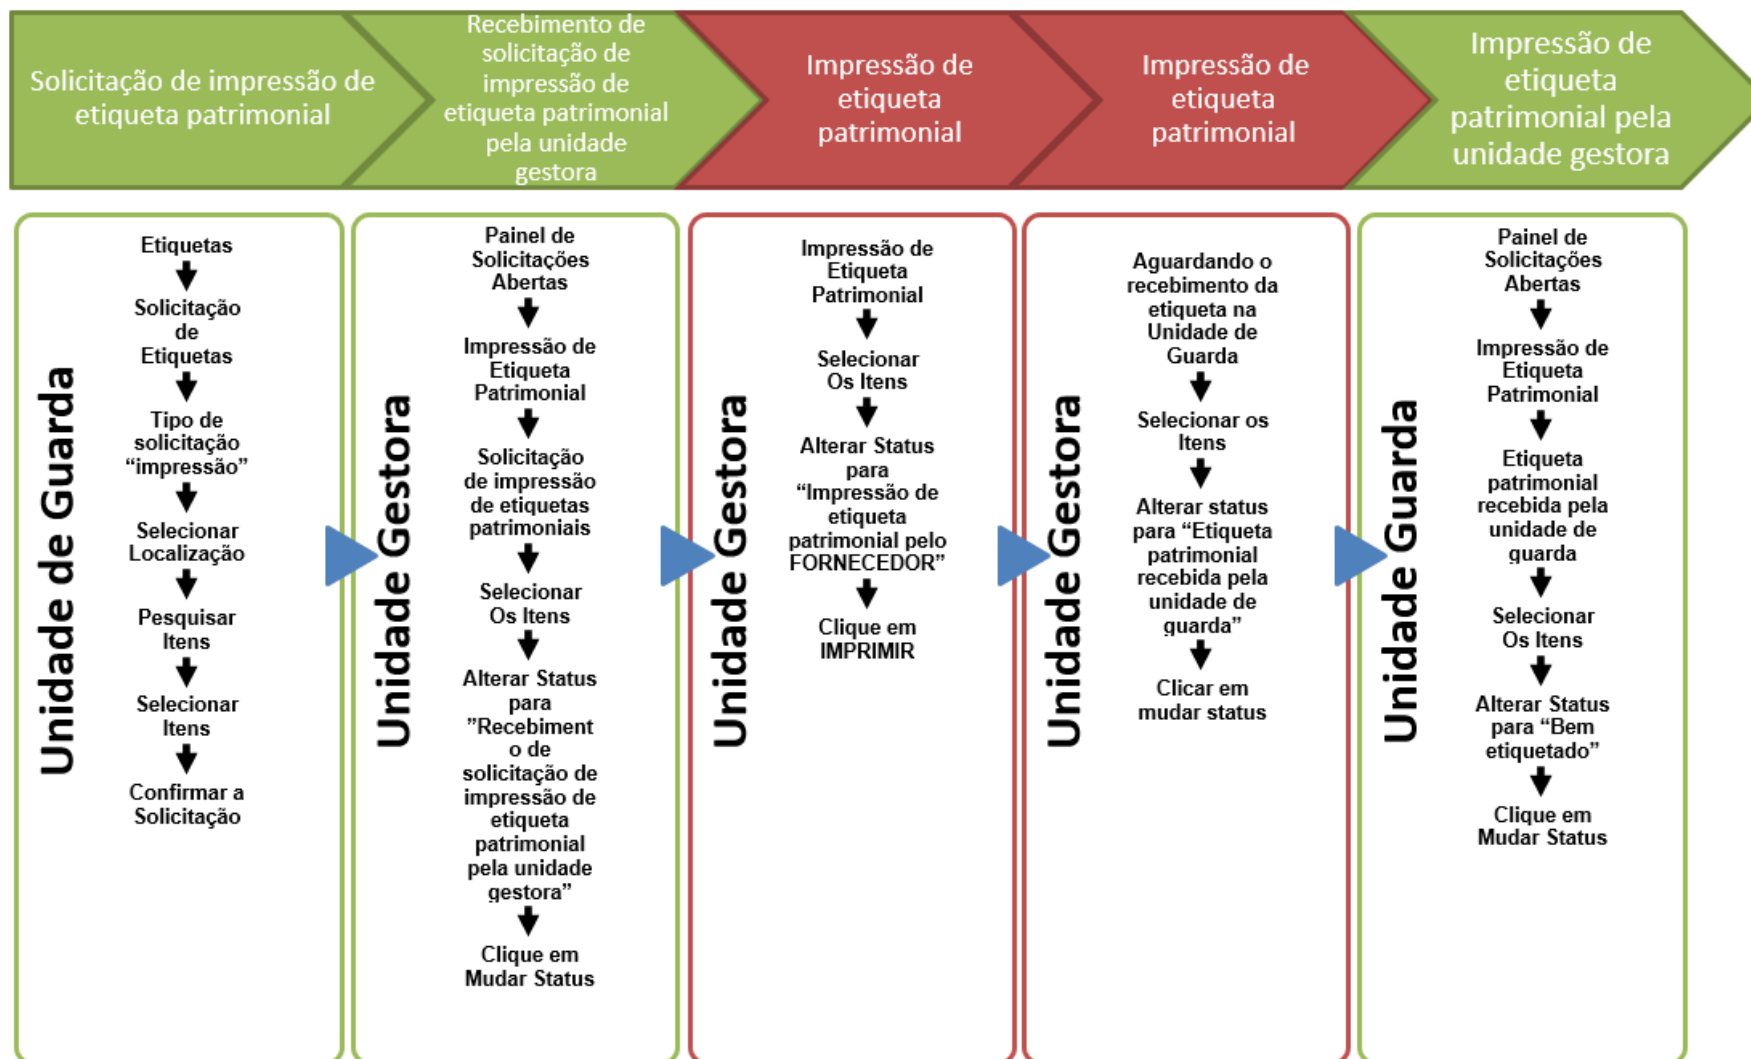 Solicitação de impressão de
etiqueta patrimonial
Recebimento de
solicitação de
impressão de
etiqueta patrimonial
pela unidade
gestora
Impressão de
etiqueta
patrimonial
Impressão de
etiqueta
patrimonial
Impressão de
etiqueta
patrimonial pela
unidade gestora
Unidade de Guarda
Etiquetas
Solicitação
de
Etiquetas
Tipo de
solicitação
“impressão”
Selecionar
Localização
Pesquisar
Itens
Selecionar
Itens
Confirmar a
Solicitação
Unidade Gestora
Painel de
Solicitações
Abertas
Impressão de
Etiqueta
Patrimonial
Solicitação
de impressão
de etiquetas
patrimoniais
Selecionar
Os Itens
Alterar Status
para
”Recebiment
o de
solicitação de
impressão de
etiqueta
patrimonial
pela unidade
gestora”
Clique em
Mudar Status
Unidade Gestora
Impressão de
Etiqueta
Patrimonial
Selecionar
Os Itens
Alterar Status
para
“Impressão de
etiqueta
patrimonial pelo
FORNECEDOR”
Clique em
IMPRIMIR
Unidade Gestora
Aguardando o
recebimento da
etiqueta na
Unidade de
Guarda
Selecionar os
Itens
Alterar status
para “Etiqueta
patrimonial
recebida pela
unidade de
guarda”
Clicar em
mudar status
Unidade Guarda
Painel de
Solicitações
Abertas
Impressão de
Etiqueta
Patrimonial
Etiqueta
patrimonial
recebida pela
unidade de
guarda
Selecionar
Os Itens
Alterar Status
para “Bem
etiquetado”
Clique em
Mudar Status